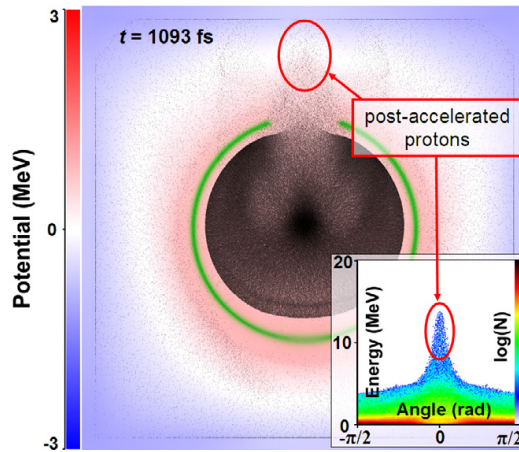 3
t = 1093 fs
post-accelerated
protons
Potential (MeV)
0
-3
20
10
0
Energy (MeV)
log(N)
Angle (rad)
-π/2
0
π/2